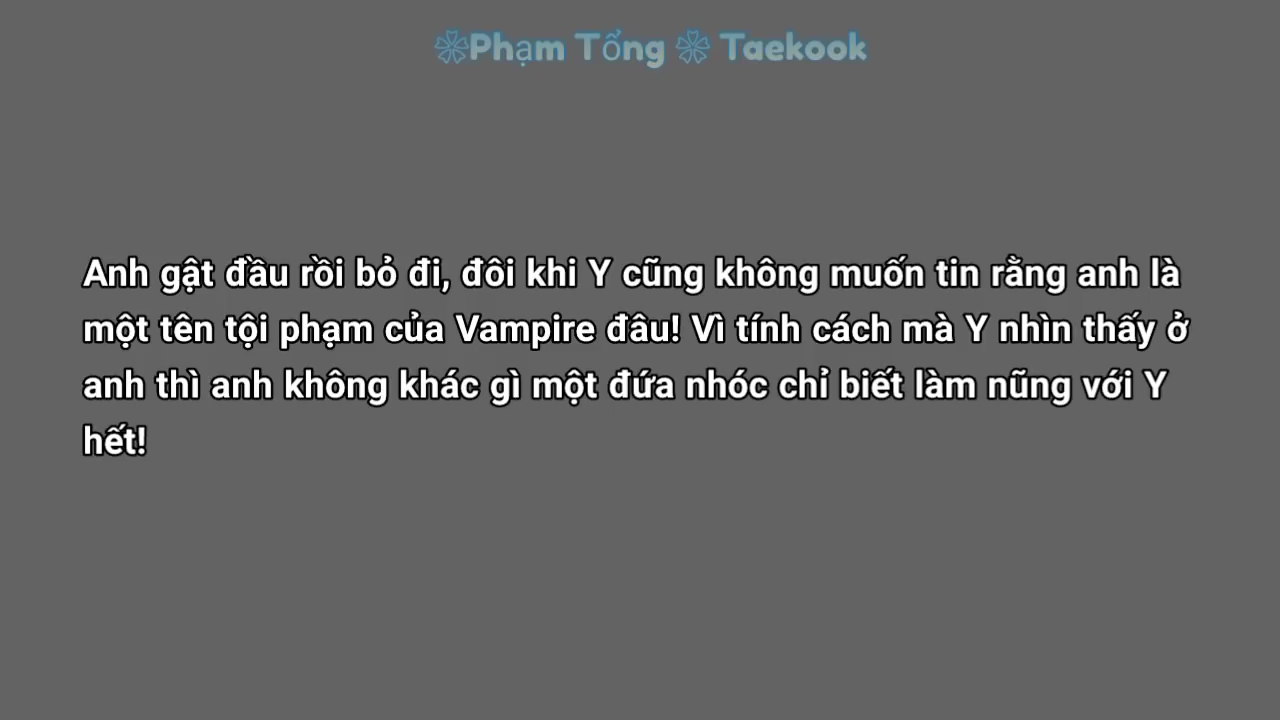 ❀Phạm Tổng ❀ Taekook
Anh gật đầu rồi bỏ đi, đôi khi Y cũng không muốn tin rằng anh là
một tên tội phạm của Vampire đâu! Vì tính cách mà Y nhìn thấy ở
anh thì anh không khác gì một đứa nhóc chỉ biết làm nũng với Y
hết!